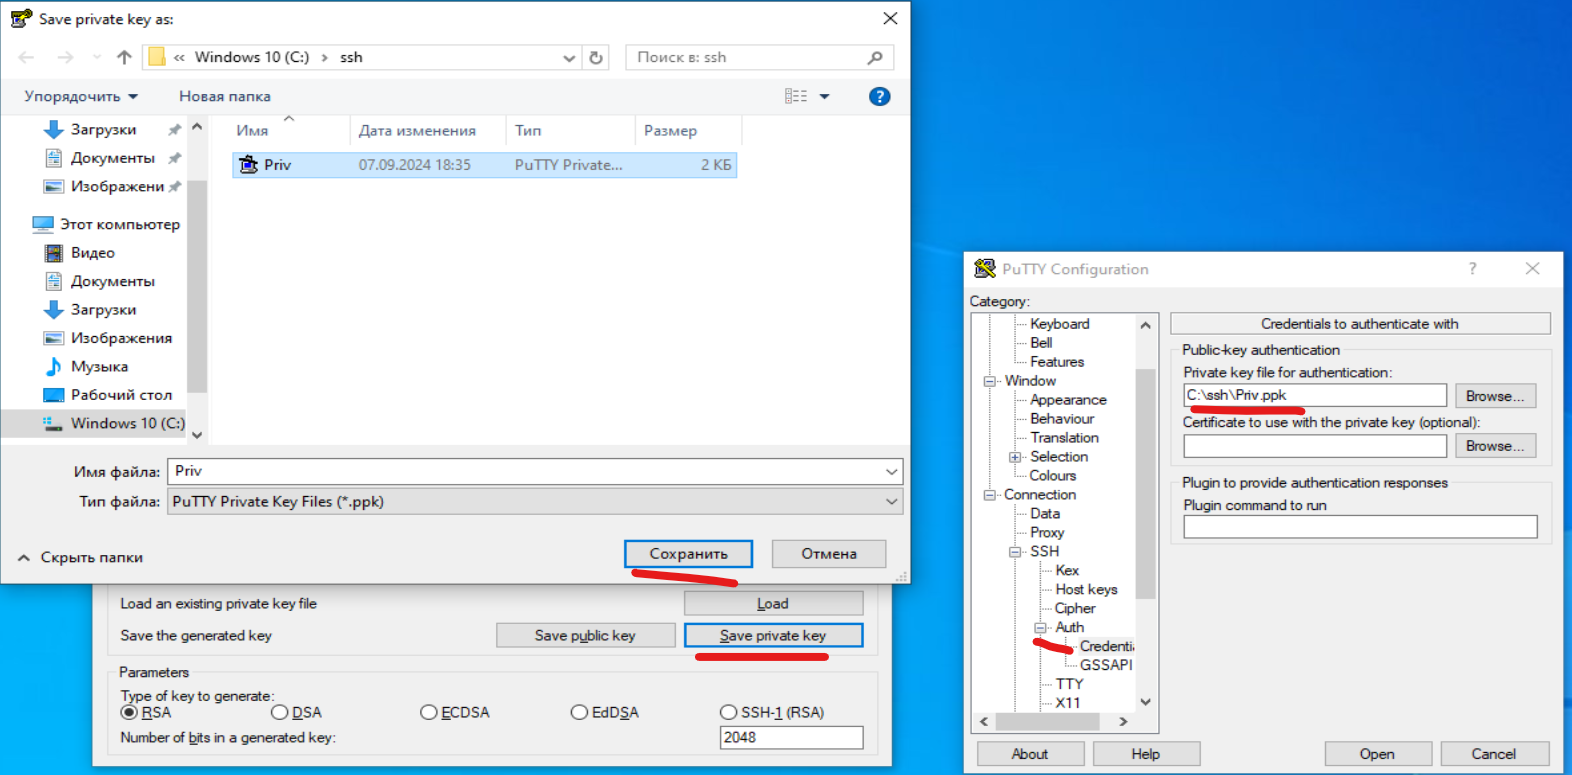 Save private key as:
« Windows 10 (C:) › ssh
Поиск в: ssh
Упорядочить
Новая папка
Загрузки
Документы
Изображени
Этот компьютер
Видео
Документы
Загрузки
Изображения
Музыка
Рабочий стол
Windows 10 (C:)
Имя Дата изменения Тип Размер
Priv 07.09.2024 18:35 PuTTY Private... 2 КБ
Имя файла: Priv
Тип файла: PuTTY Private Key Files (*.ppk)
Скрыть папки
Сохранить
Отмена
Load an existing private key file
Load
Save the generated key
Save public key
Save private key
Parameters
Type of key to generate:
RSA DSA ECDSA EdDSA SSH-1 (RSA)
Number of bits in a generated key:
2048
PuTTY Configuration
?
Category:
Keyboard
Bell
Features
Window
Appearance
Behaviour
Translation
Selection
Colours
Connection
Data
Proxy
SSH
Kex
Host keys
Cipher
Auth
Credentia
GSSAPI
TTY
X11
Credentials to authenticate with
Public-key authentication
Private key file for authentication:
C:\ssh\Priv.ppk
Browse...
Certificate to use with the private key (optional):
Browse...
Plugin to provide authentication responses
Plugin command to run
About
Help
Open
Cancel